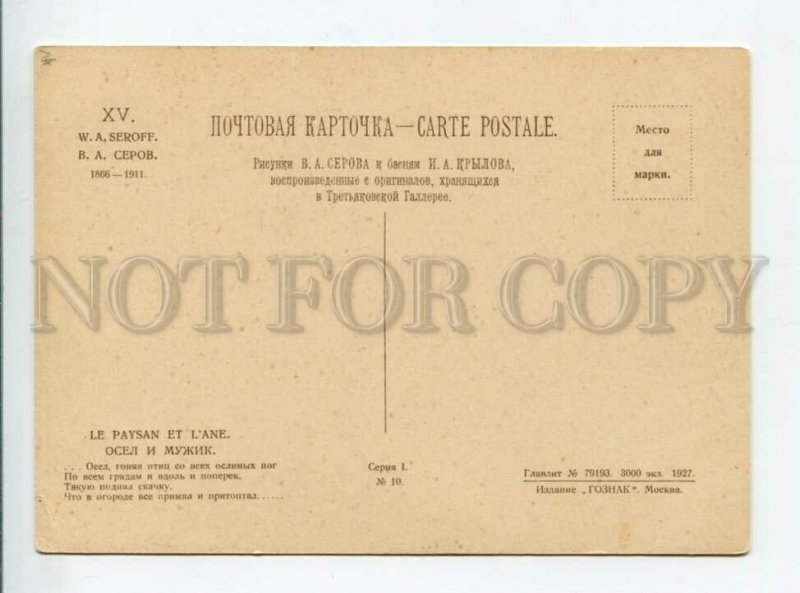 XV.
W. A. SEROFF.
В. А. СЕРОВ.
1866—1911.
ПОЧТОВАЯ КАРТОЧКА—CARTE POSTALE.
Рисунки В. А. СЕРОВА к басням И. А. КРЫЛОВА,
воспроизведенные с оригиналов, хранящихся
в Третьяковской Галлерее.
Место
для
марки.
NOT FOR COPY
LE PAYSAN ET L'ANE.
ОСЕЛ И МУЖИК.
. . . Осел, гоняя птиц со всех ослиных ног
По всем грядам и вдоль и поперек,
Такую поднял скачку,
Что в огороде все примял и притоптал......
Серия I.
№ 10.
Главлит № 79193. 3000 экз. 1927.
Издание „ГОЗНАК“. Москва.